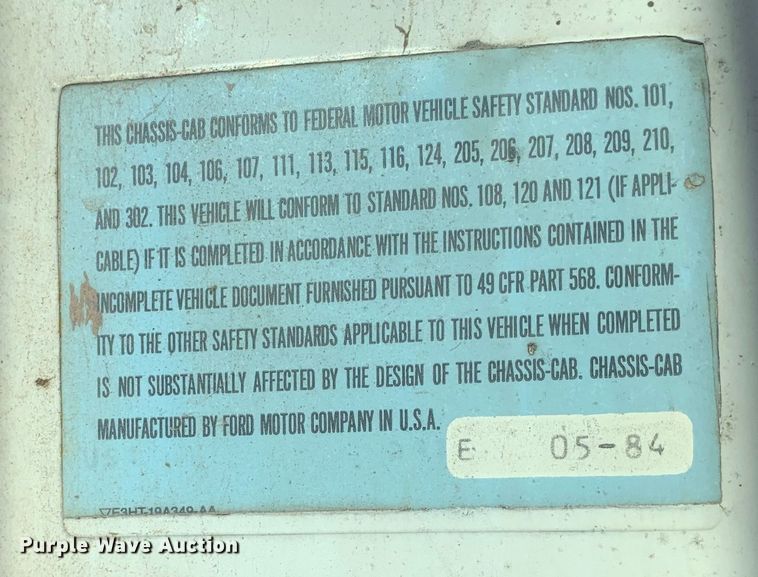 THIS CHASSIS-CAB CONFORMS TO FEDERAL MOTOR VEHICLE SAFETY STANDARD NOS. 101,
102, 103, 104, 106, 107, 111, 113, 115, 116, 124, 205, 206, 207, 208, 209, 210,
AND 302. THIS VEHICLE WILL CONFORM TO STANDARD NOS. 108, 120 AND 121 (IF APPLI-
CABLE) IF IT IS COMPLETED IN ACCORDANCE WITH THE INSTRUCTIONS CONTAINED IN THE
INCOMPLETE VEHICLE DOCUMENT FURNISHED PURSUANT TO 49 CFR PART 568. CONFORM-
ITY TO THE OTHER SAFETY STANDARDS APPLICABLE TO THIS VEHICLE WHEN COMPLETED
IS NOT SUBSTANTIALLY AFFECTED BY THE DESIGN OF THE CHASSIS-CAB. CHASSIS-CAB
MANUFACTURED BY FORD MOTOR COMPANY IN U.S.A.
E 05-84
▽E3HT-19A349-AA
Purple Wave Auction